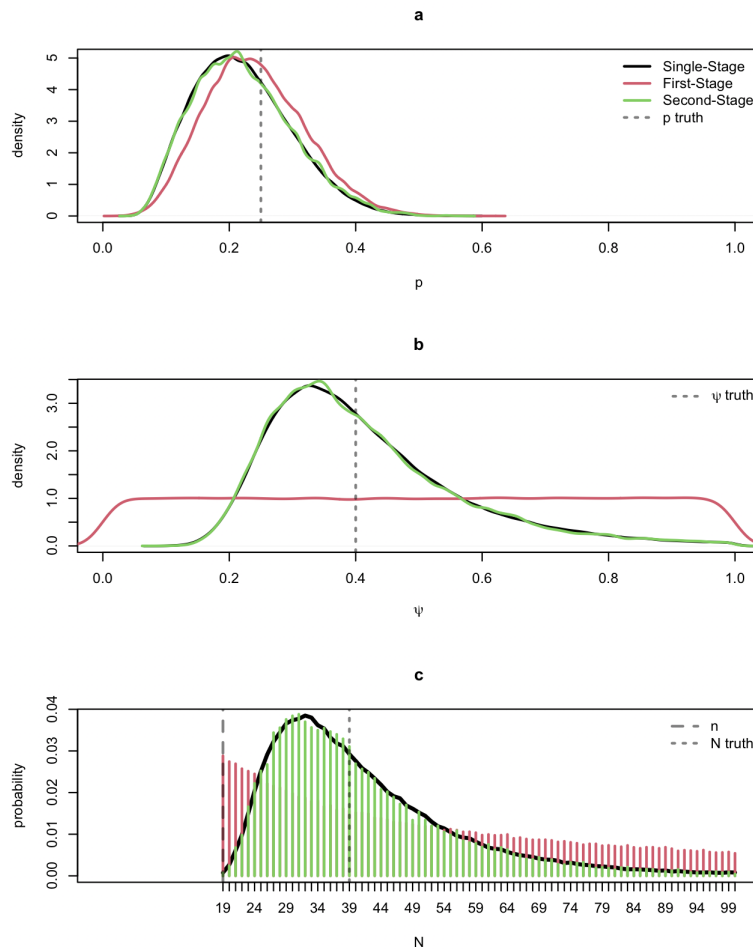 a
density
0 1 2 3 4 5
Single-Stage
First-Stage
Second-Stage
p truth
0.0 0.2 0.4 0.6 0.8 1.0
p
b
density
0.0 1.0 2.0 3.0
ψ truth
0.0 0.2 0.4 0.6 0.8 1.0
ψ
c
probability
0.00 0.01 0.02 0.03 0.04
n
N truth
19 24 29 34 39 44 49 54 59 64 69 74 79 84 89 94 99
N